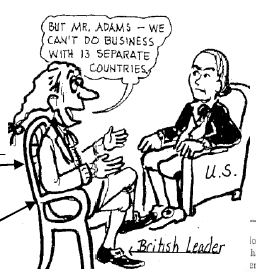 BUT MR. ADAMS — WE
CAN'T DO BUSINESS
WITH 13 SEPARATE
COUNTRIES.
U.S.
British Leader